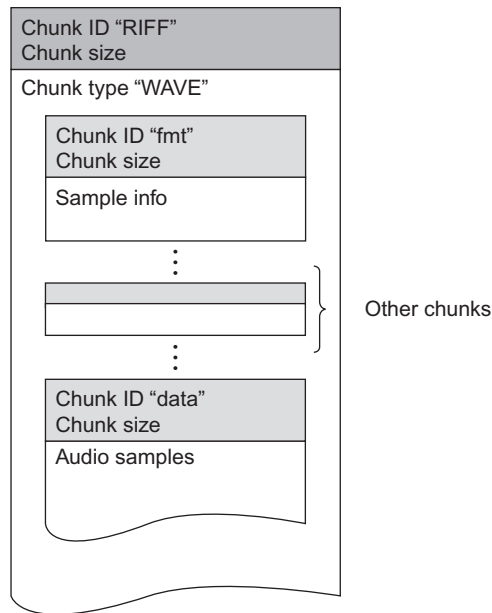 Chunk ID “RIFF”
Chunk size
Chunk type “WAVE”
Chunk ID “fmt”
Chunk size
Sample info
Other chunks
Chunk ID “data”
Chunk size
Audio samples